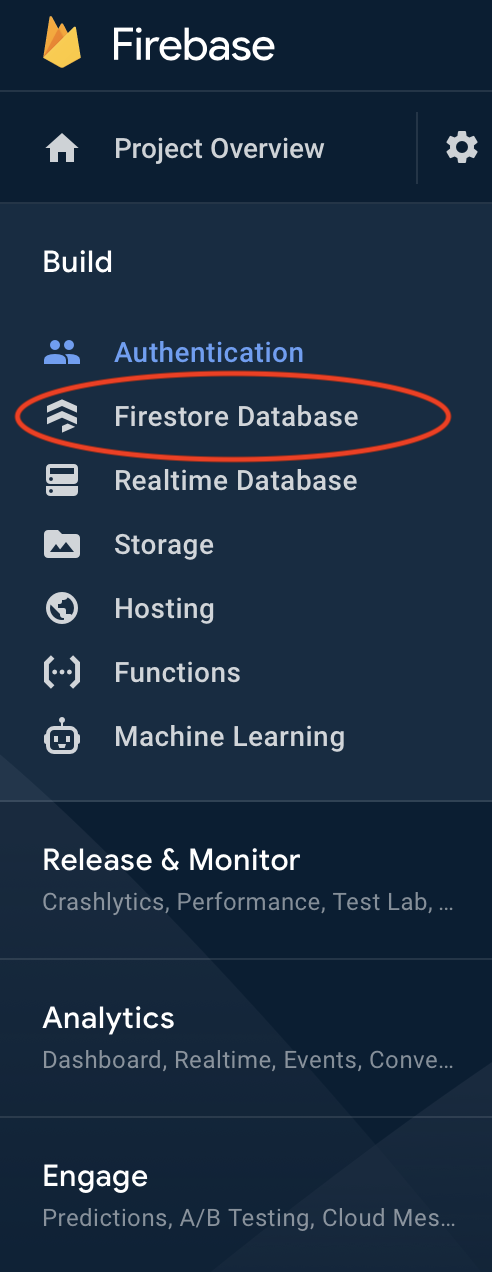 Firebase
Project Overview
Build
Authentication
Firestore Database
Realtime Database
Storage
Hosting
Functions
Machine Learning
Release & Monitor
Crashlytics, Performance, Test Lab, ...
Analytics
Dashboard, Realtime, Events, Conve...
Engage
Predictions, A/B Testing, Cloud Mes...